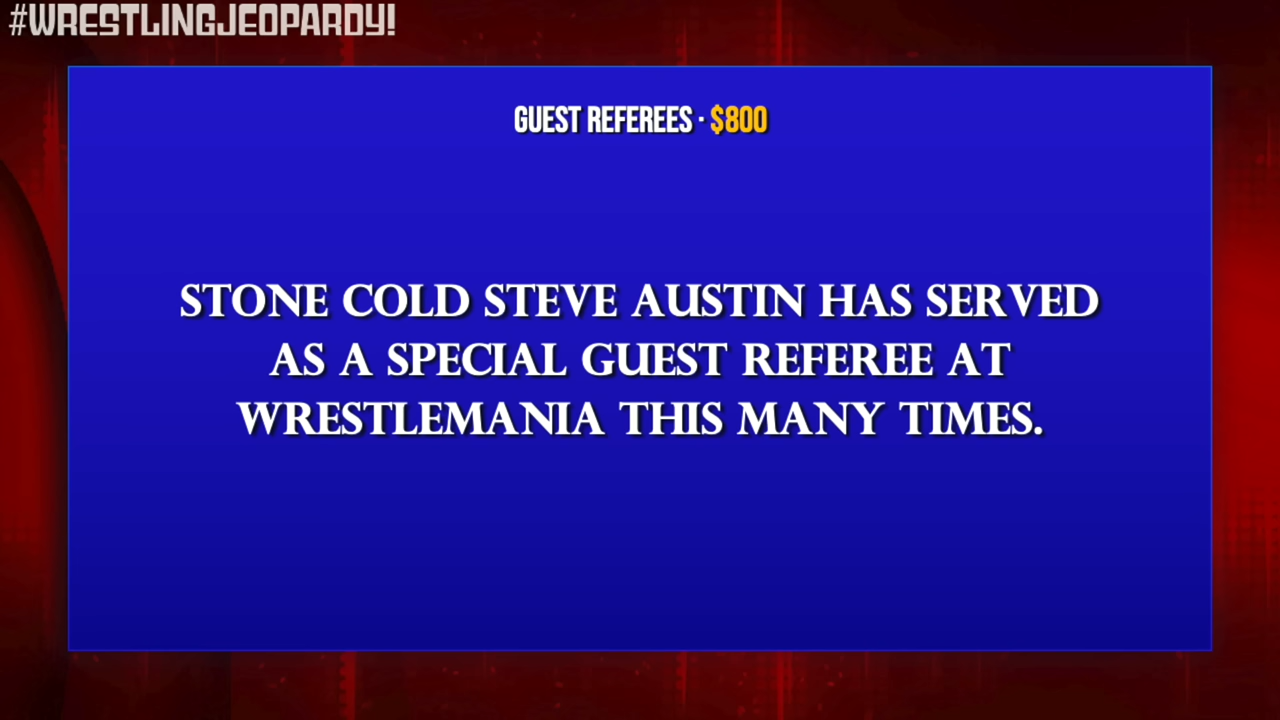 #WRESTLINGJEOPARDY!
GUEST REFEREES · $800
STONE COLD STEVE AUSTIN HAS SERVED
AS A SPECIAL GUEST REFEREE AT
WRESTLEMANIA THIS MANY TIMES.